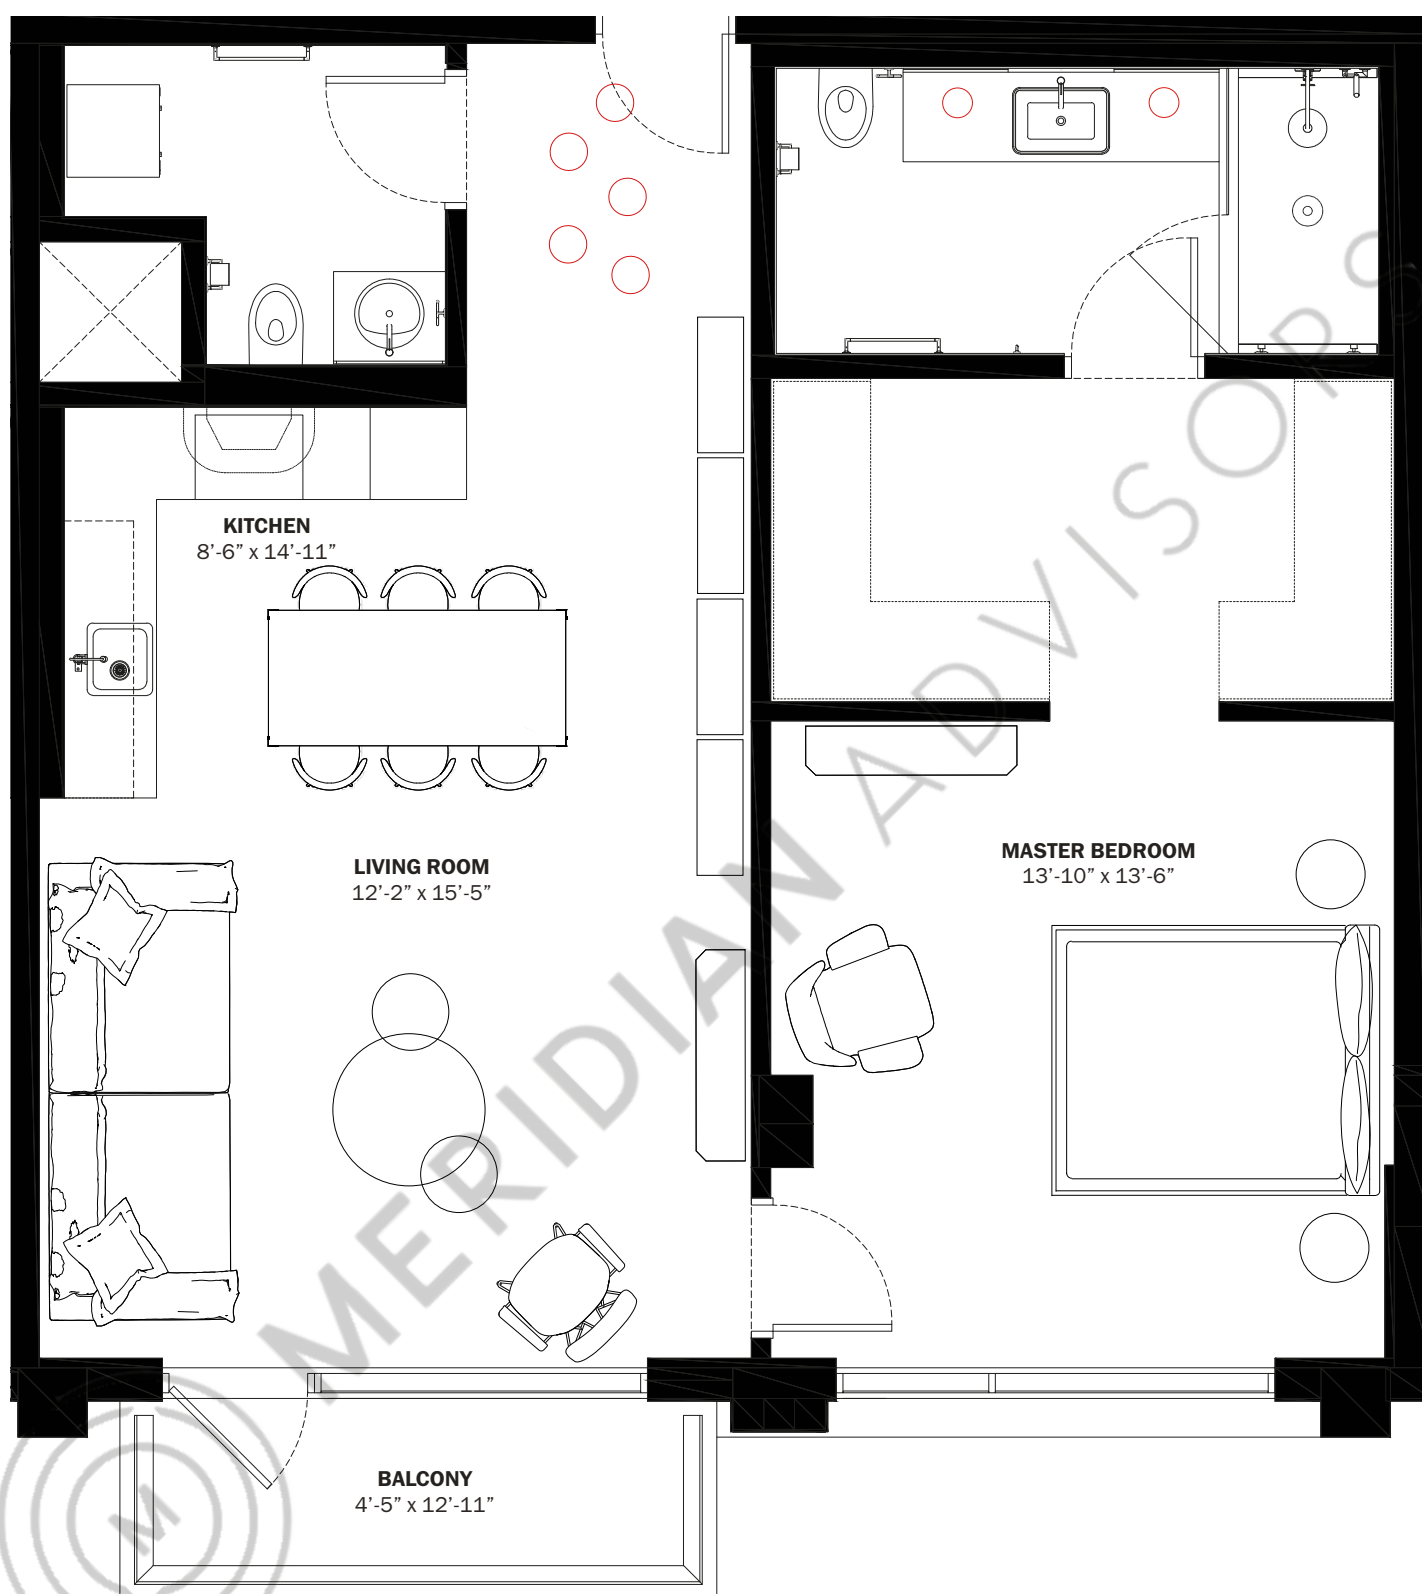 KITCHEN
8’-6” x 14’-11”
LIVING ROOM
12’-2” x 15’-5”
MASTER BEDROOM
13’-10” x 13’-6”
BALCONY
4’-5” x 12’-11”
MERIDIAN ADVISORS
M